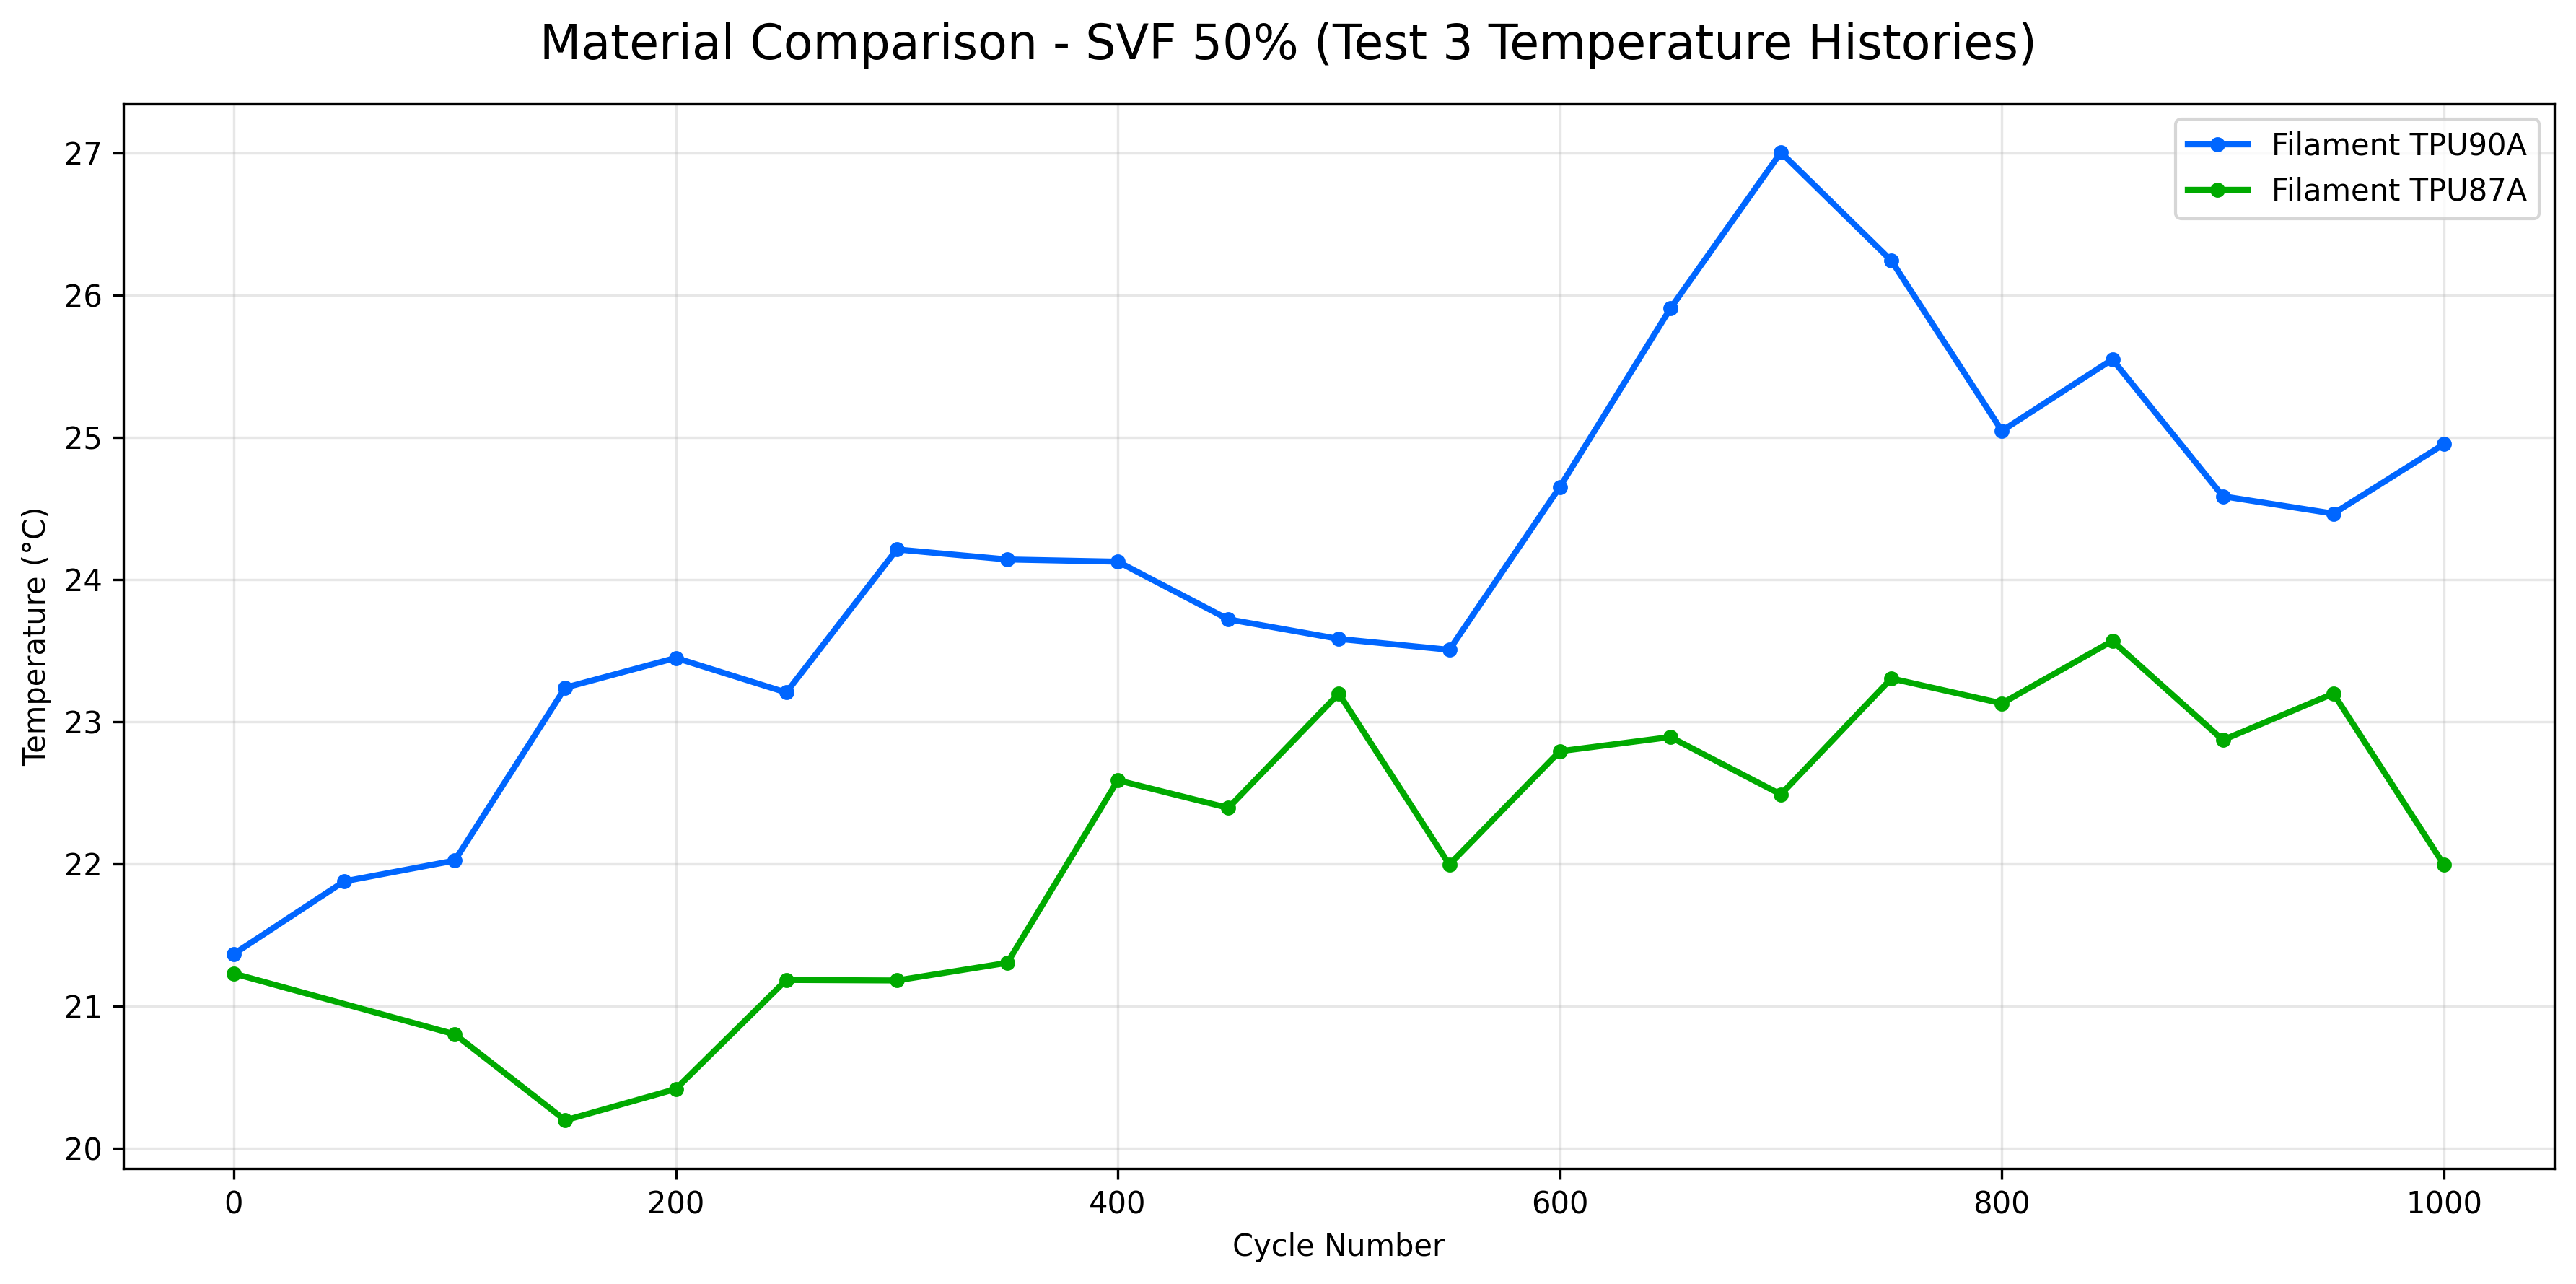 Material Comparison - SVF 50% (Test 3 Temperature Histories)
Filament TPU90A
Filament TPU87A
Temperature (°C)
27
26
25
24
23
22
21
20
0 200 400 600 800 1000
Cycle Number